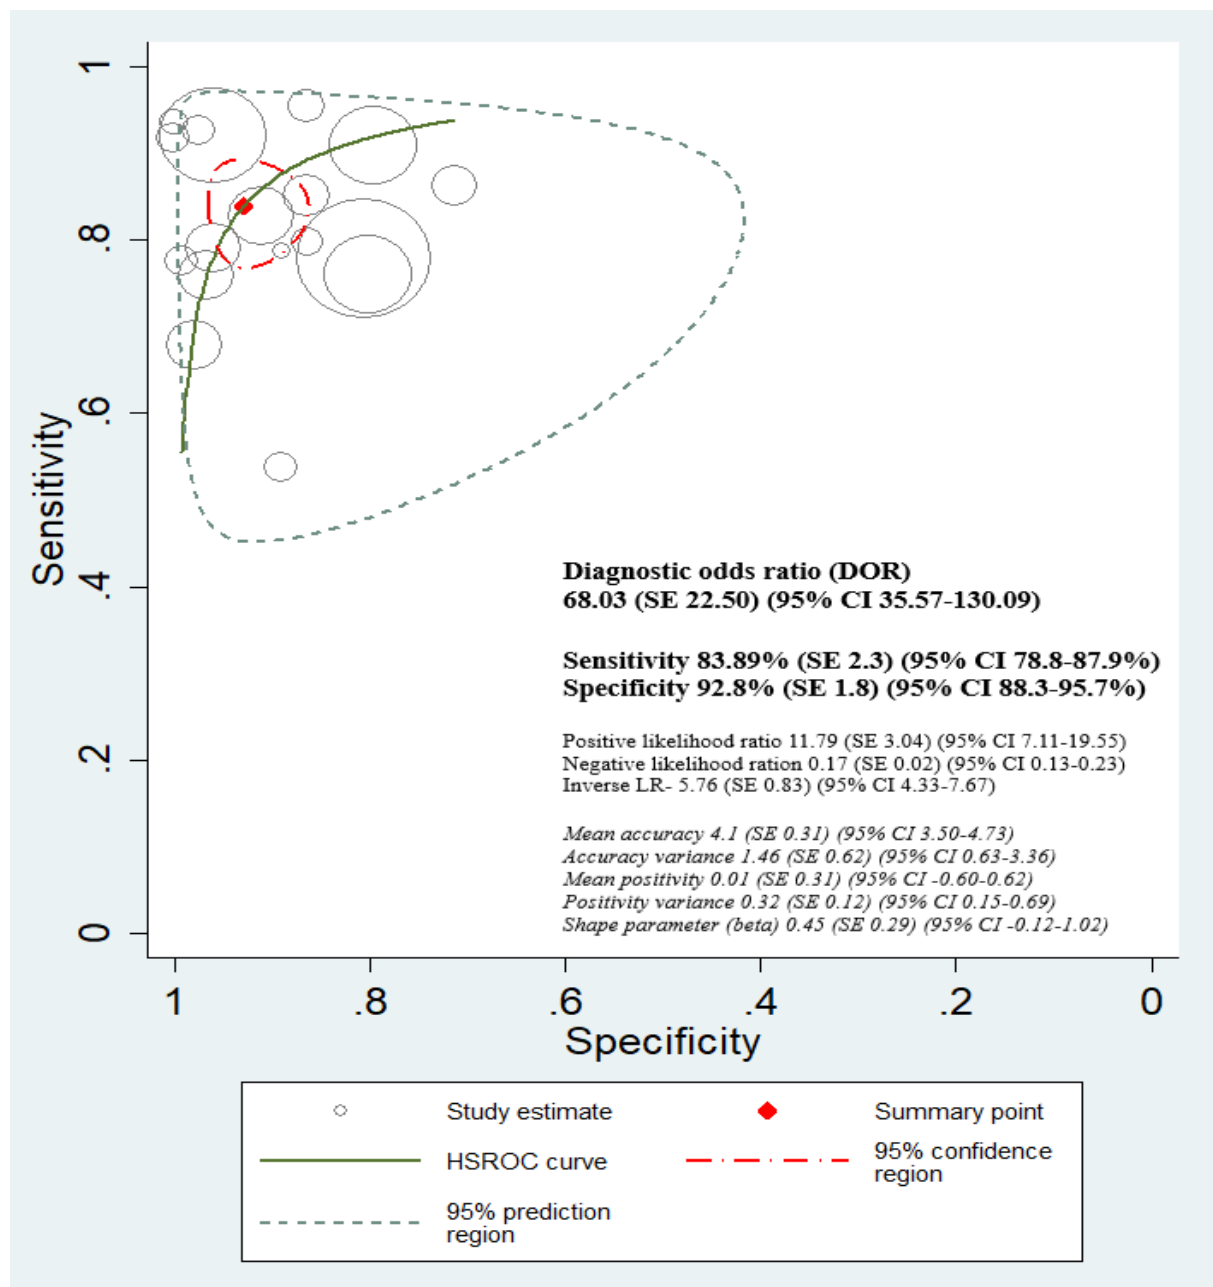 1
.8
.6
.4
.2
0
Sensitivity
Diagnostic odds ratio (DOR)
68.03 (SE 22.50) (95% CI 35.57-130.09)
Sensitivity 83.89% (SE 2.3) (95% CI 78.8-87.9%)
Specificity 92.8% (SE 1.8) (95% CI 88.3-95.7%)
Positive likelihood ratio 11.79 (SE 3.04) (95% CI 7.11-19.55)
Negative likelihood ration 0.17 (SE 0.02) (95% CI 0.13-0.23)
Inverse LR- 5.76 (SE 0.83) (95% CI 4.33-7.67)
Mean accuracy 4.1 (SE 0.31) (95% CI 3.50-4.73)
Accuracy variance 1.46 (SE 0.62) (95% CI 0.63-3.36)
Mean positivity 0.01 (SE 0.31) (95% CI -0.60-0.62)
Positivity variance 0.32 (SE 0.12) (95% CI 0.15-0.69)
Shape parameter (beta) 0.45 (SE 0.29) (95% CI -0.12-1.02)
1 .8 .6 .4 .2 0
Specificity
Study estimate
Summary point
HSROC curve
95% confidence
region
95% prediction
region